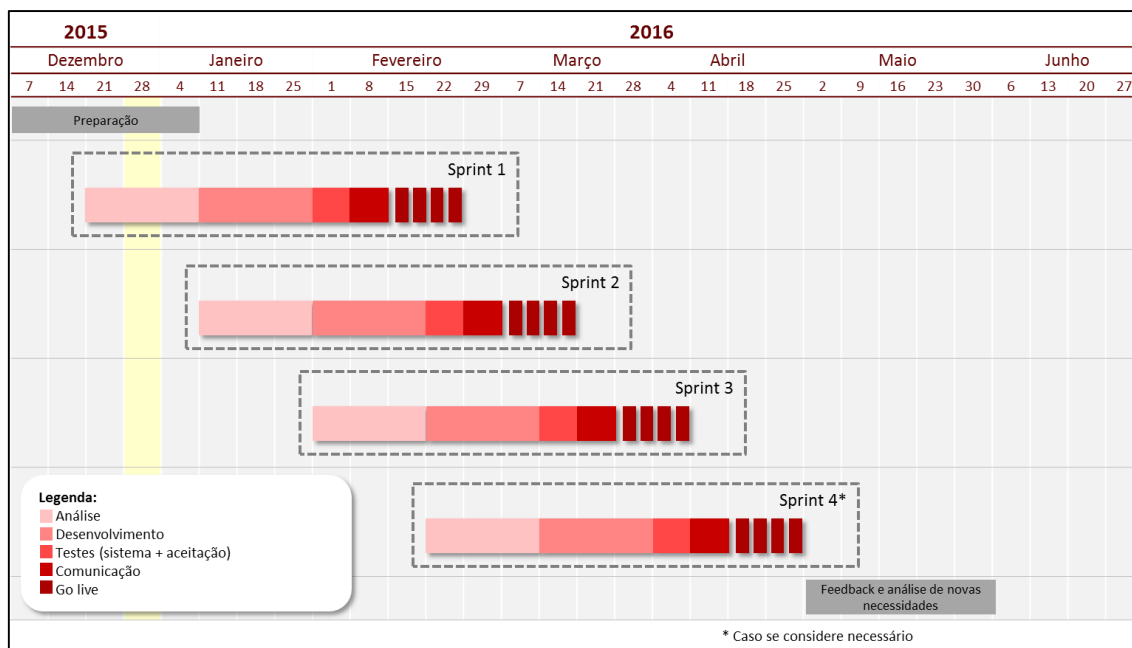 2015 2016
Dezembro Janeiro Fevereiro Março Abril Maio Junho
7 14 21 28 4 11 18 25 1 8 15 22 29 7 14 21 28 4 11 18 25 2 9 16 23 30 6 13 20 27
Preparação
Sprint 1
Sprint 2
Sprint 3
Sprint 4*
Legenda:
Análise
Desenvolvimento
Testes (sistema + aceitação)
Comunicação
Go live
Feedback e análise de novas
necessidades
* Caso se considere necessário